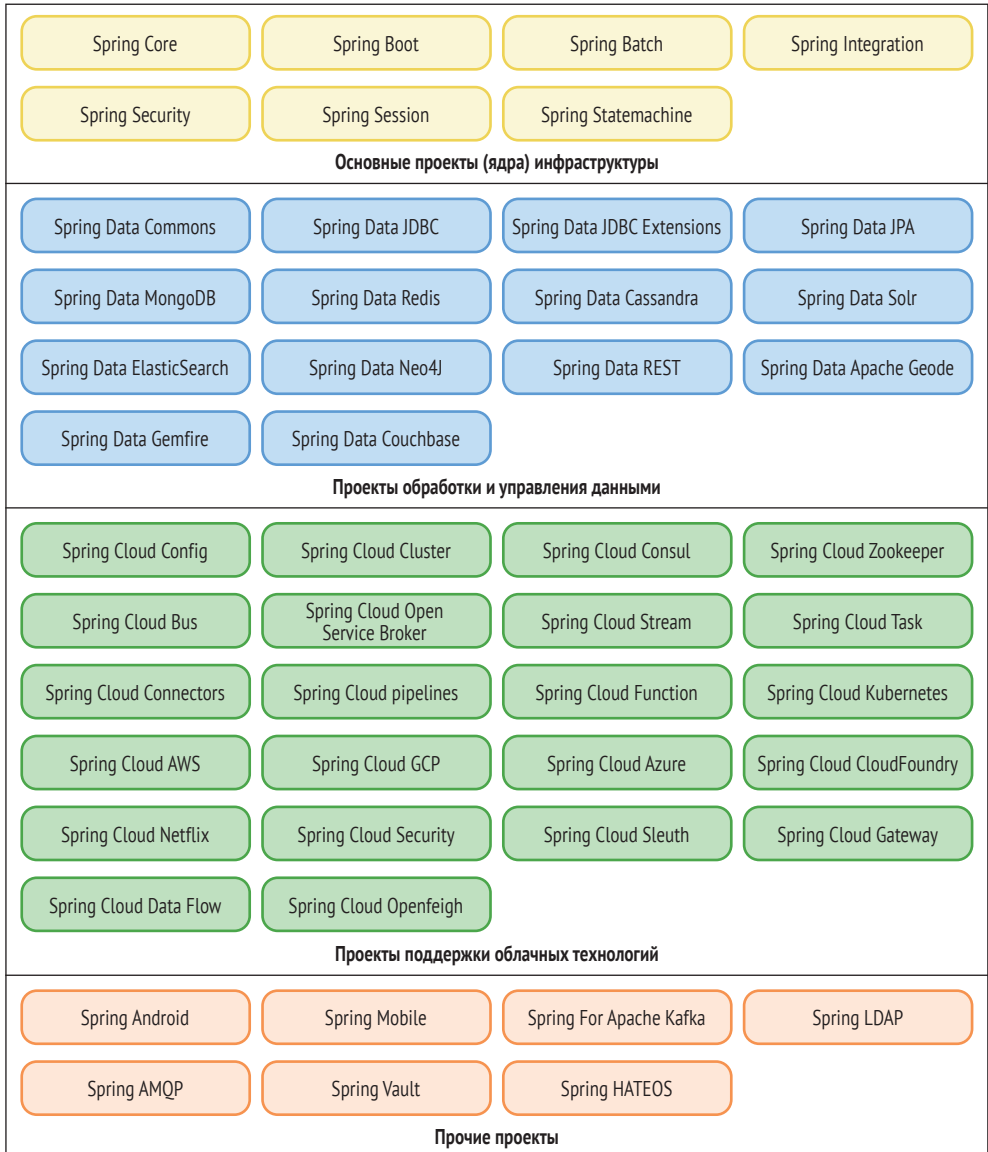 Spring Core
Spring Boot
Spring Batch
Spring Integration
Spring Security
Spring Session
Spring Statemachine
Основные проекты (ядра) инфраструктуры
Spring Data Commons
Spring Data JDBC
Spring Data JDBC Extensions
Spring Data JPA
Spring Data MongoDB
Spring Data Redis
Spring Data Cassandra
Spring Data Solr
Spring Data ElasticSearch
Spring Data Neo4J
Spring Data REST
Spring Data Apache Geode
Spring Data Gemfire
Spring Data Couchbase
Проекты обработки и управления данными
Spring Cloud Config
Spring Cloud Cluster
Spring Cloud Consul
Spring Cloud Zookeeper
Spring Cloud Bus
Spring Cloud Open
Service Broker
Spring Cloud Stream
Spring Cloud Task
Spring Cloud Connectors
Spring Cloud pipelines
Spring Cloud Function
Spring Cloud Kubernetes
Spring Cloud AWS
Spring Cloud GCP
Spring Cloud Azure
Spring Cloud CloudFoundry
Spring Cloud Netflix
Spring Cloud Security
Spring Cloud Sleuth
Spring Cloud Gateway
Spring Cloud Data Flow
Spring Cloud Openfeigh
Проекты поддержки облачных технологий
Spring Android
Spring Mobile
Spring For Apache Kafka
Spring LDAP
Spring AMQP
Spring Vault
Spring HATEOS
Прочие проекты